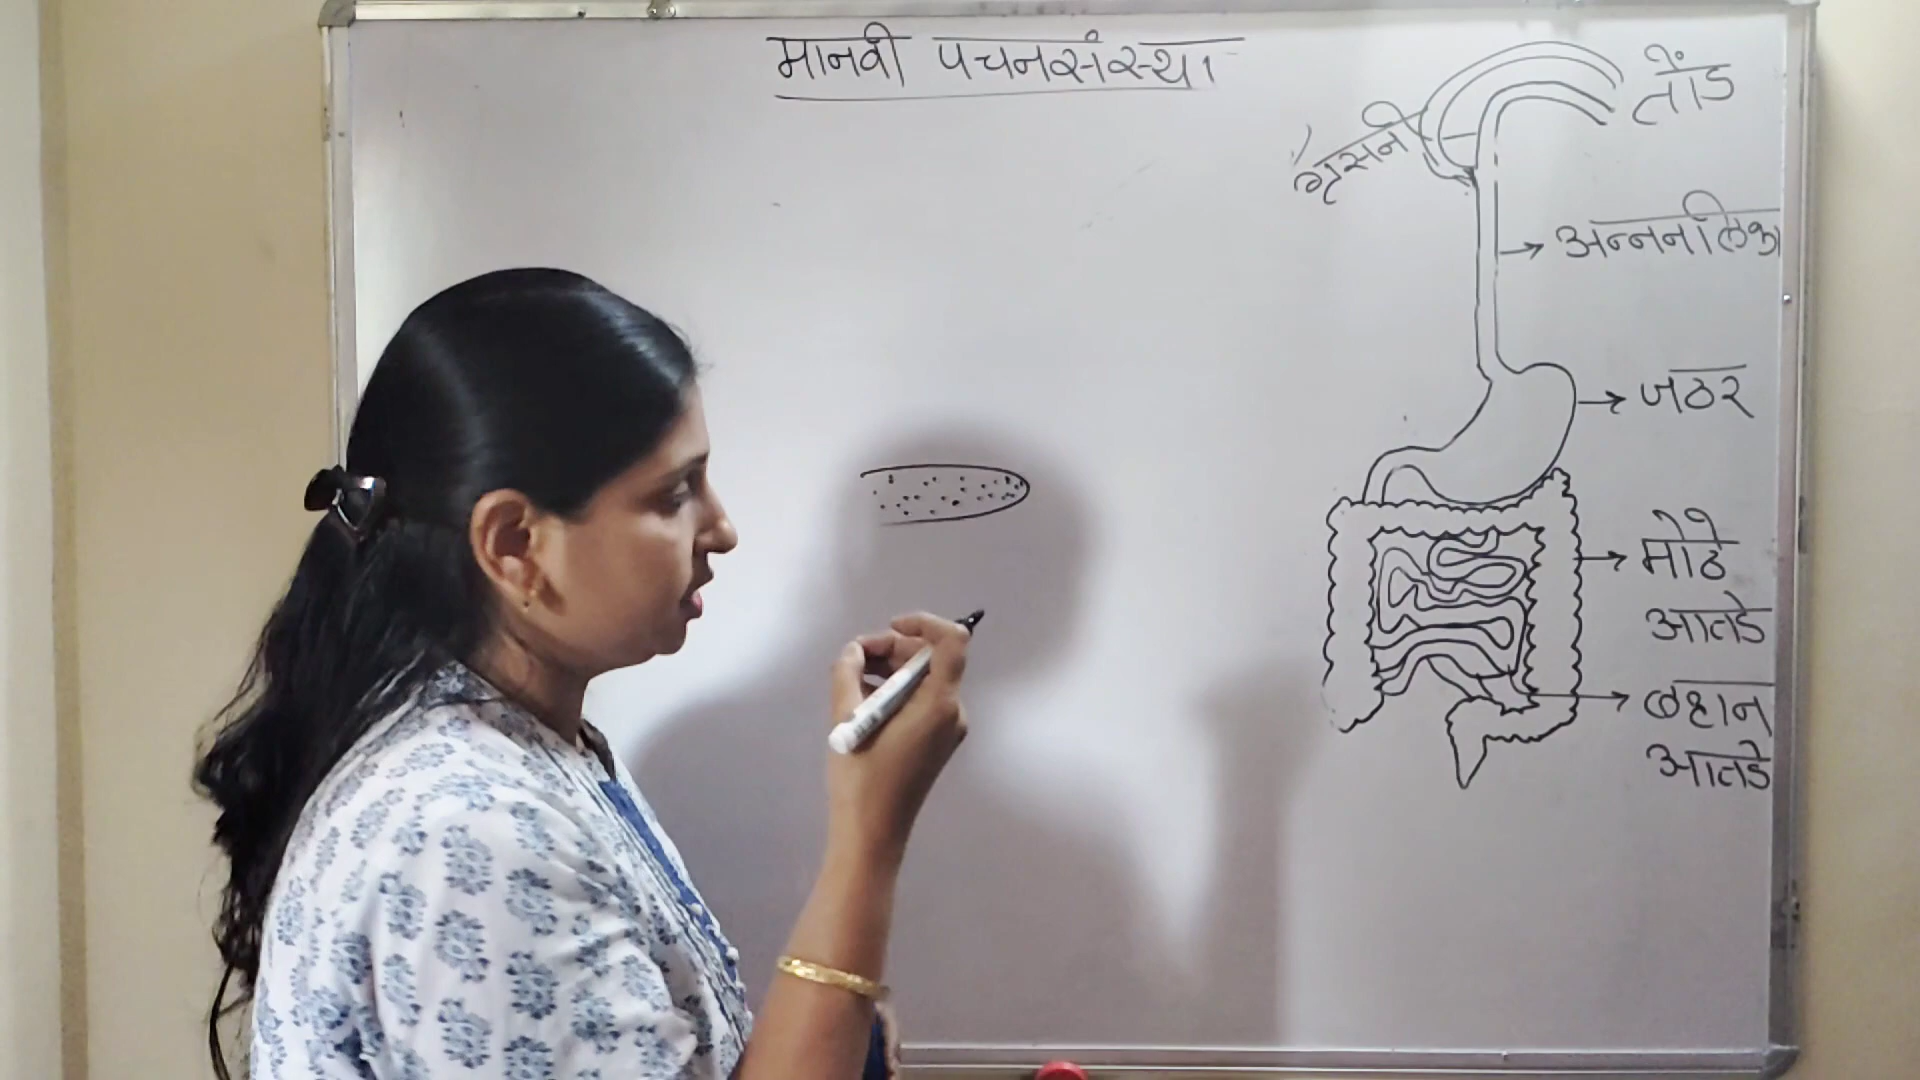 मानवी पचनसंस्था
तोंड
ग्रसनी
अन्ननलिका
जठर
मोठे
आतडे
लहान
आतडे